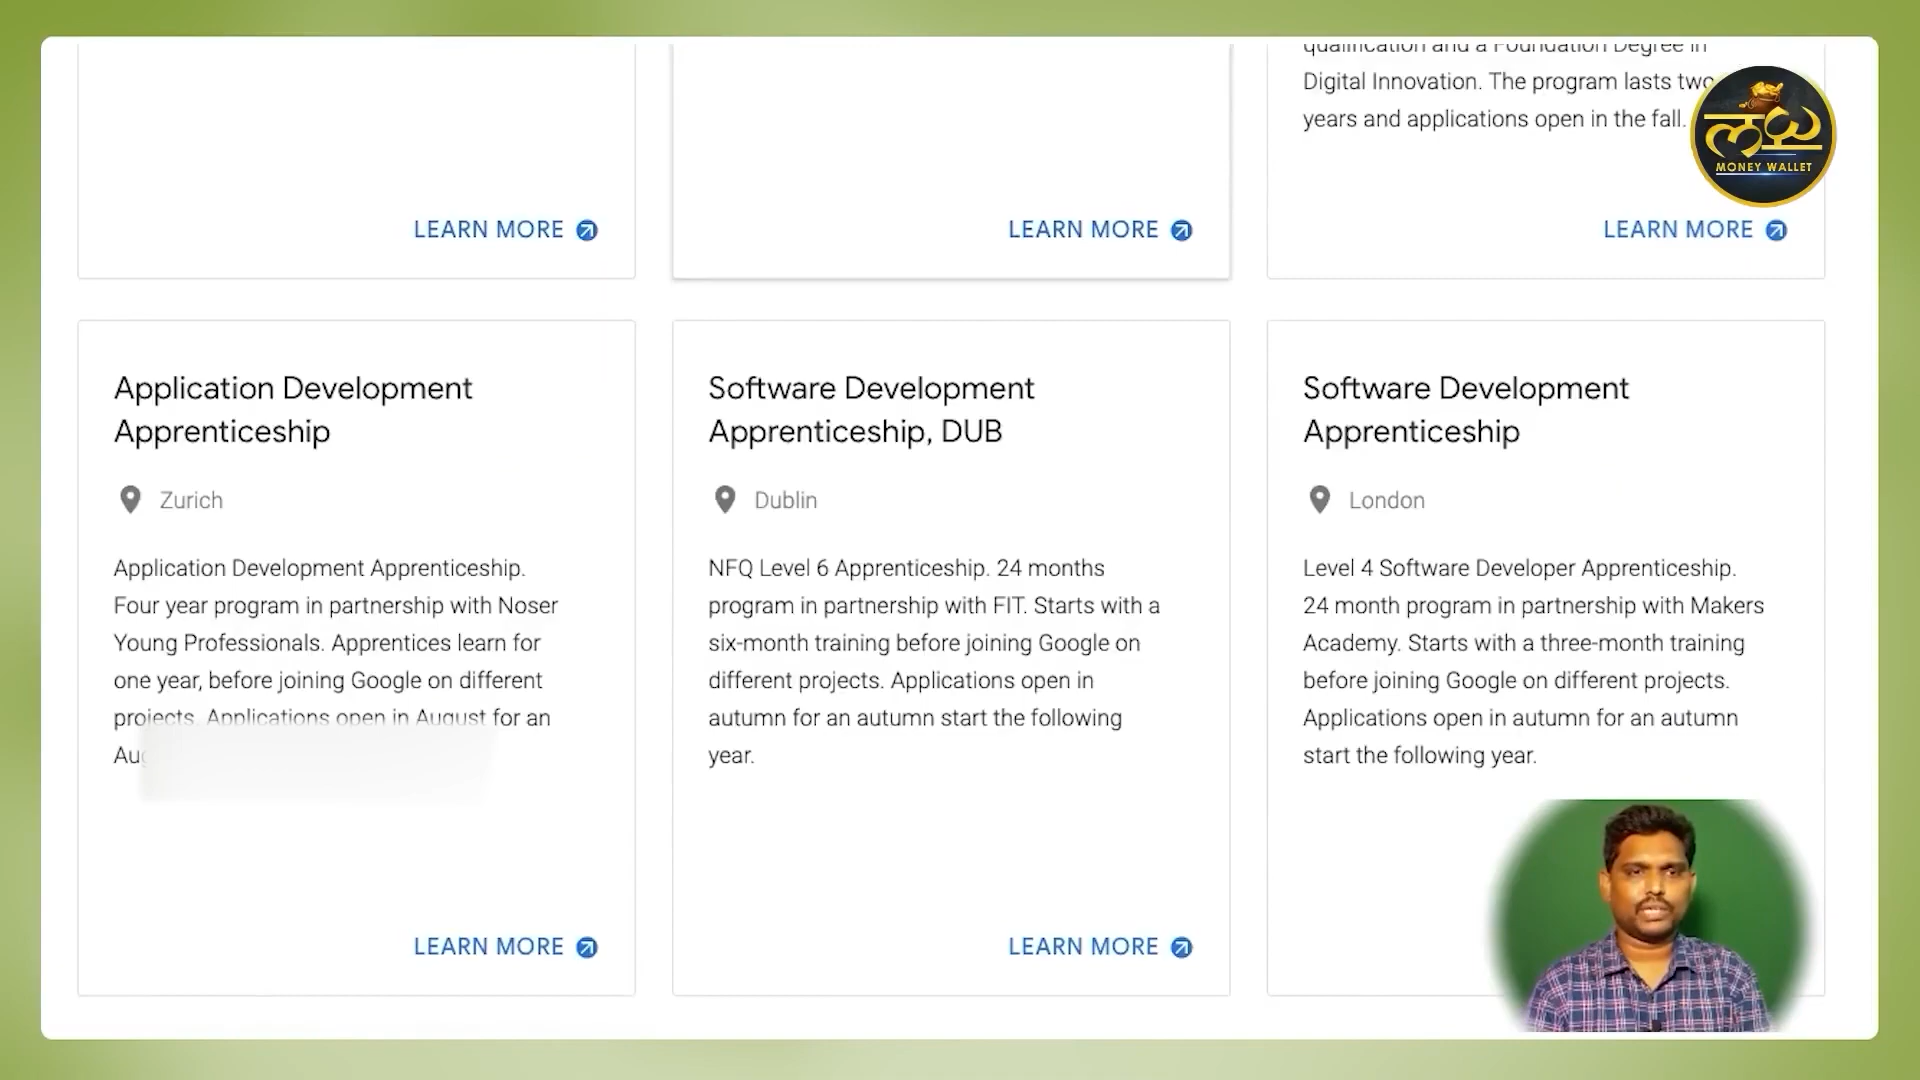 qualification and a Foundation Degree in
Digital Innovation. The program lasts two
years and applications open in the fall.
MONEY WALLET
LEARN MORE
LEARN MORE
LEARN MORE
Application Development
Apprenticeship
Zurich
Application Development Apprenticeship.
Four year program in partnership with Noser
Young Professionals. Apprentices learn for
one year, before joining Google on different
projects. Applications open in August for an
Software Development
Apprenticeship, DUB
Dublin
NFQ Level 6 Apprenticeship. 24 months
program in partnership with FIT. Starts with a
six-month training before joining Google on
different projects. Applications open in
autumn for an autumn start the following
year.
Software Development
Apprenticeship
London
Level 4 Software Developer Apprenticeship.
24 month program in partnership with Makers
Academy. Starts with a three-month training
before joining Google on different projects.
Applications open in autumn for an autumn
start the following year.
LEARN MORE
LEARN MORE